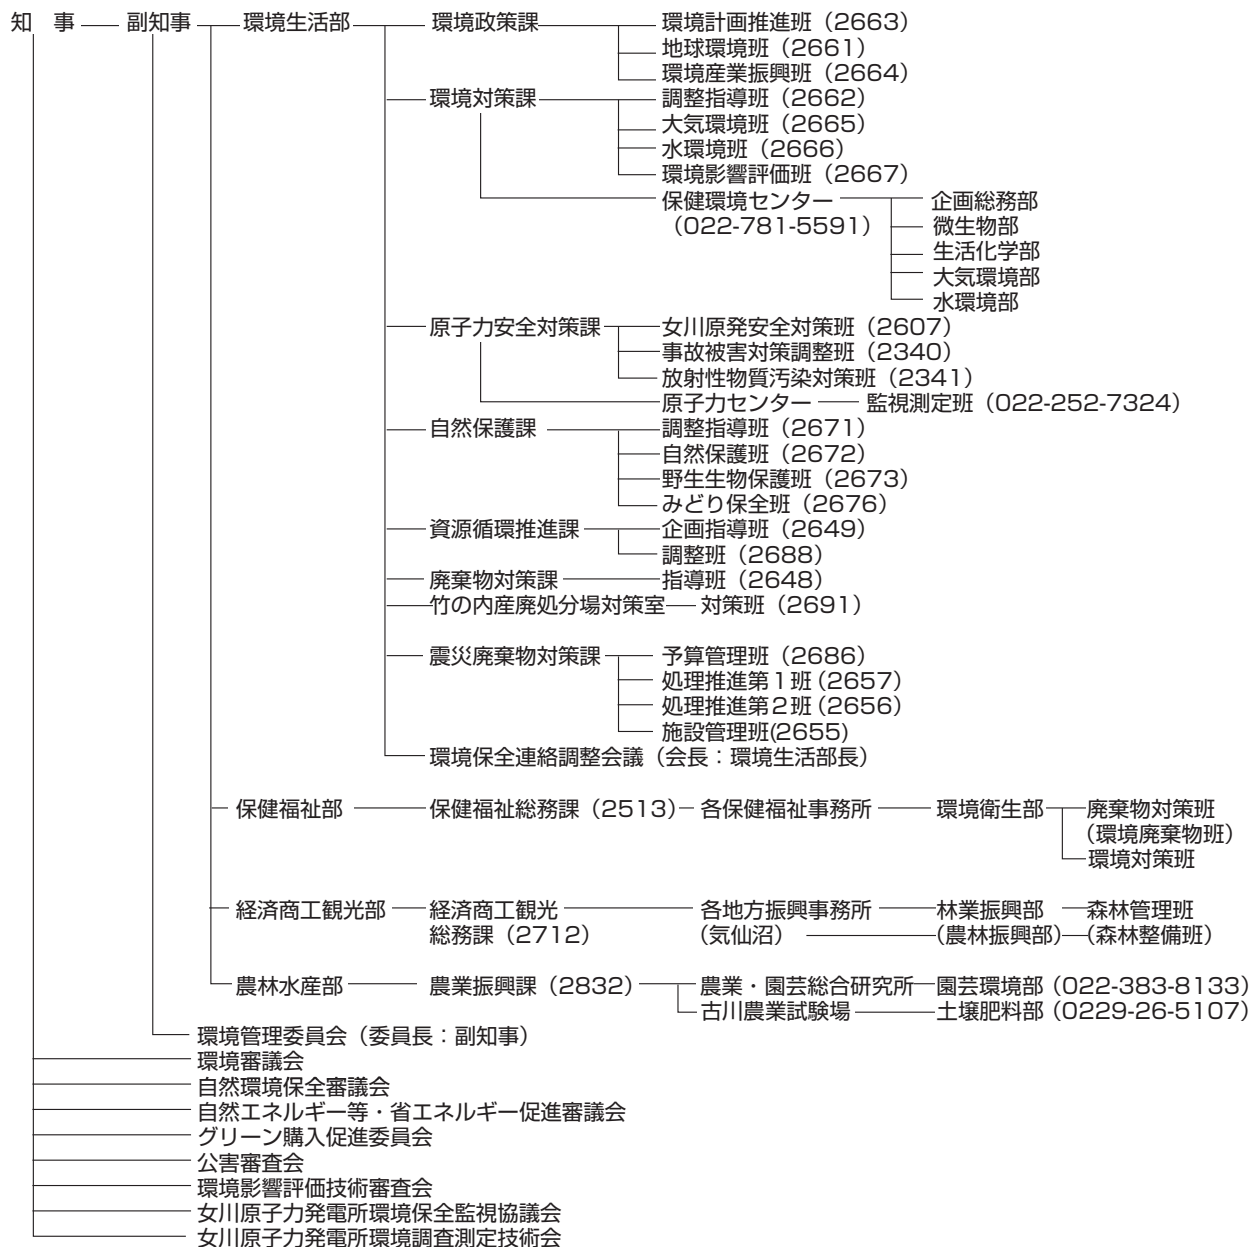 知　事 副知事 環境生活部 環境政策課 環境計画推進班（2663）
地球環境班（2661）
環境産業振興班（2664）
環境対策課 調整指導班（2662）
大気環境班（2665）
水環境班（2666）
環境影響評価班（2667）
保健環境センター 企画総務部
（022-781-5591） 微生物部
生活化学部
大気環境部
水環境部
原子力安全対策課 女川原発安全対策班（2607）
事故被害対策調整班（2340）
放射性物質汚染対策班（2341）
原子力センター 監視測定班（022-252-7324）
自然保護課 調整指導班（2671）
自然保護班（2672）
野生生物保護班（2673）
みどり保全班（2676）
資源循環推進課 企画指導班（2649）
調整班（2688）
廃棄物対策課 指導班（2648）
竹の内産廃処分場対策室 対策班（2691）
震災廃棄物対策課 予算管理班（2686）
処理推進第１班（2657）
処理推進第２班（2656）
施設管理班(2655)
環境保全連絡調整会議（会長：環境生活部長）
保健福祉部 保健福祉総務課（2513） 各保健福祉事務所 環境衛生部 廃棄物対策班
（環境廃棄物班）
環境対策班
経済商工観光部 経済商工観光 各地方振興事務所 林業振興部 森林管理班
総務課（2712） （気仙沼） （農林振興部） （森林整備班）
農林水産部 農業振興課（2832） 農業・園芸総合研究所 園芸環境部（022-383-8133）
古川農業試験場 土壌肥料部（0229-26-5107）
環境管理委員会（委員長：副知事）
環境審議会
自然環境保全審議会
自然エネルギー等・省エネルギー促進審議会
グリーン購入促進委員会
公害審査会
環境影響評価技術審査会
女川原子力発電所環境保全監視協議会
女川原子力発電所環境調査測定技術会